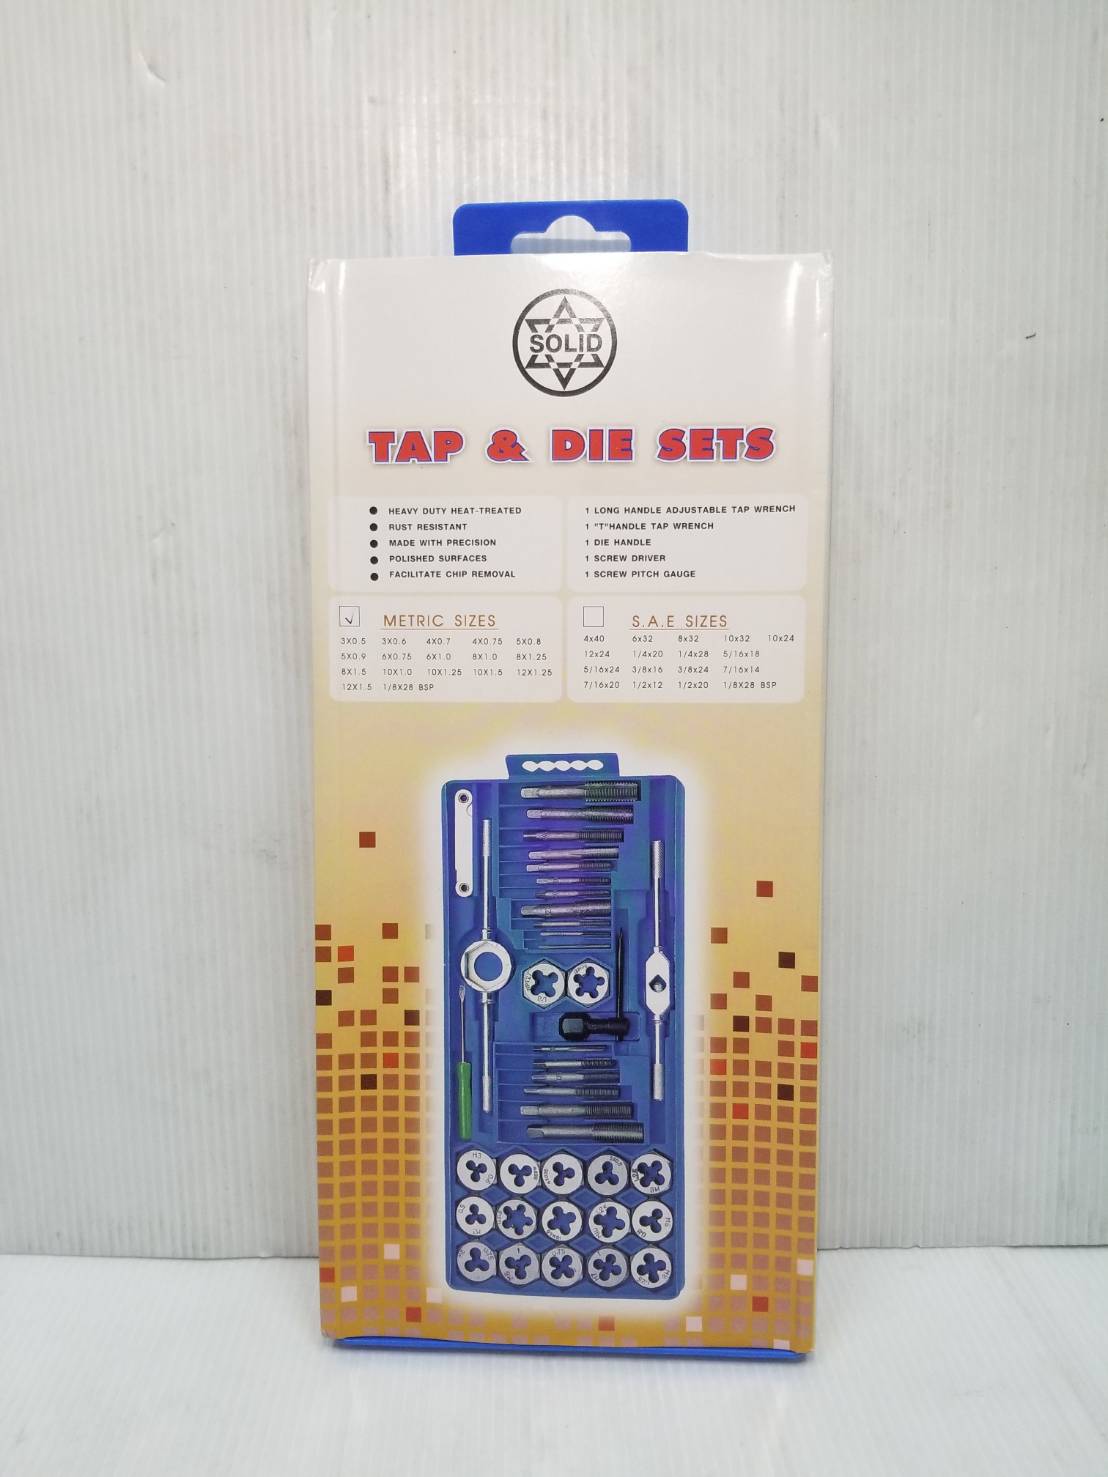 SOLID
TAP & DIE SETS
HEAVY DUTY HEAT-TREATED
RUST RESISTANT
MADE WITH PRECISION
POLISHED SURFACES
FACILITATE CHIP REMOVAL
1 LONG HANDLE ADJUSTABLE TAP WRENCH
1 "T"HANDLE TAP WRENCH
1 DIE HANDLE
1 SCREW DRIVER
1 SCREW PITCH GAUGE
METRIC SIZES
3X0.5 3X0.6 4X0.7 4X0.75 5X0.8
5X0.9 6X0.75 6X1.0 8X1.0 8X1.25
8X1.5 10X1.0 10X1.25 10X1.5 12X1.25
12X1.5 1/8X28 BSP
S.A.E SIZES
4x40 6x32 8x32 10x32 10x24
12x24 1/4x20 1/4x28 5/16x18
5/16x24 3/8x16 3/8x24 7/16x14
7/16x20 1/2x12 1/2x20 1/8X28 BSP